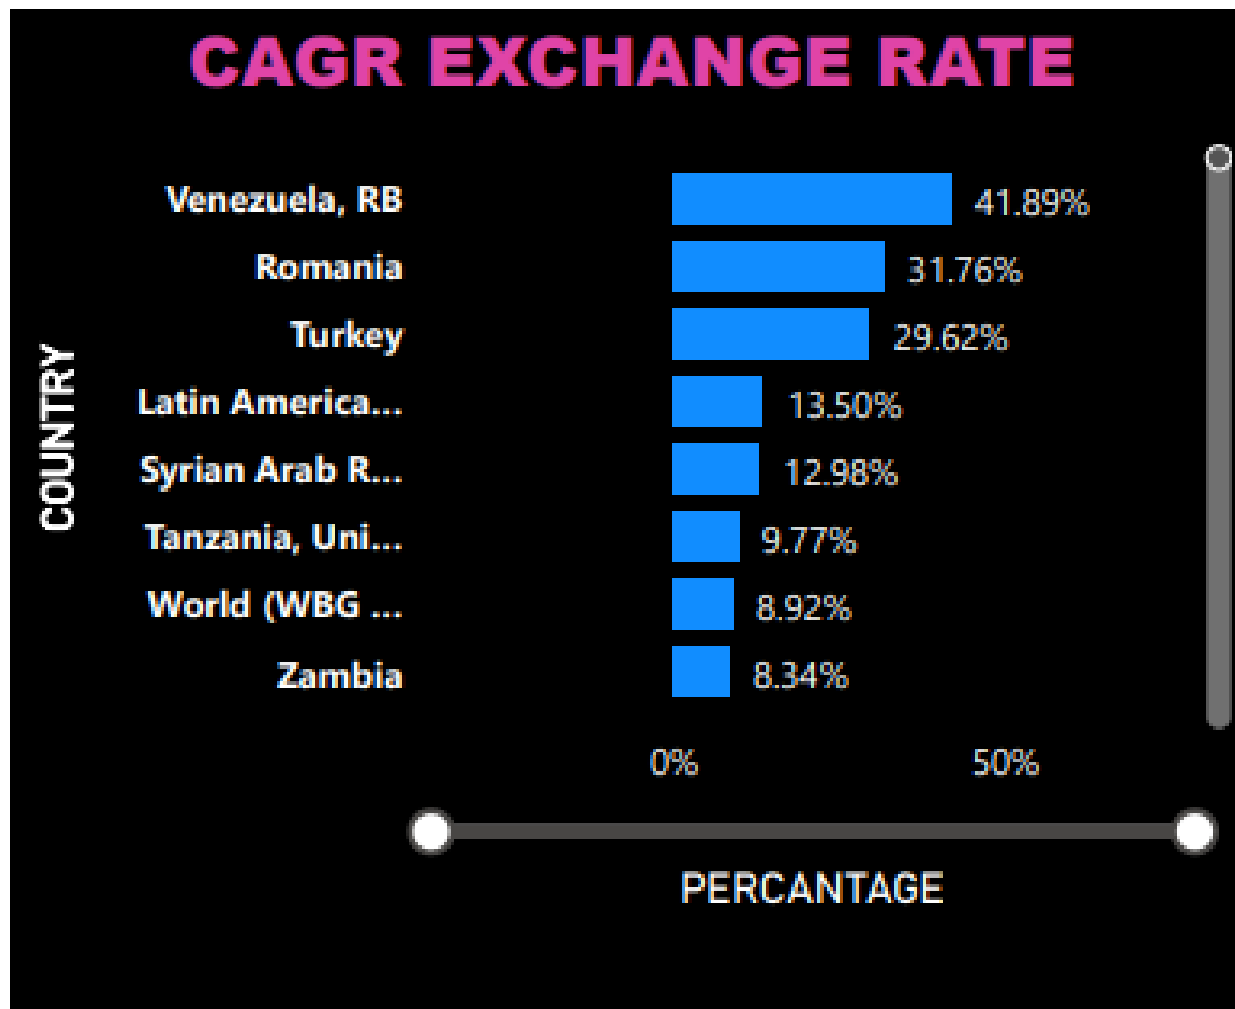 CAGR EXCHANGE RATE
COUNTRY
Venezuela, RB 41.89%
Romania 31.76%
Turkey 29.62%
Latin America... 13.50%
Syrian Arab R... 12.98%
Tanzania, Uni... 9.77%
World (WBG ... 8.92%
Zambia 8.34%
0% 50%
PERCANTAGE